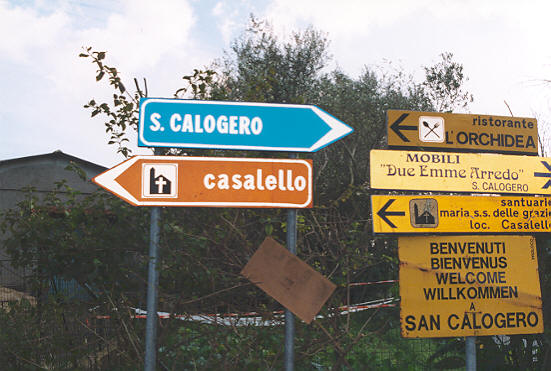 S. CALOGERO
casalello
ristorante
L'ORCHIDEA
MOBILI
"Due Emme Arredo"
S. CALOGERO
santuario
maria s.s. delle grazie
loc. Casalello
BENVENUTI
BIENVENUS
WELCOME
WILLKOMMEN
A
SAN CALOGERO